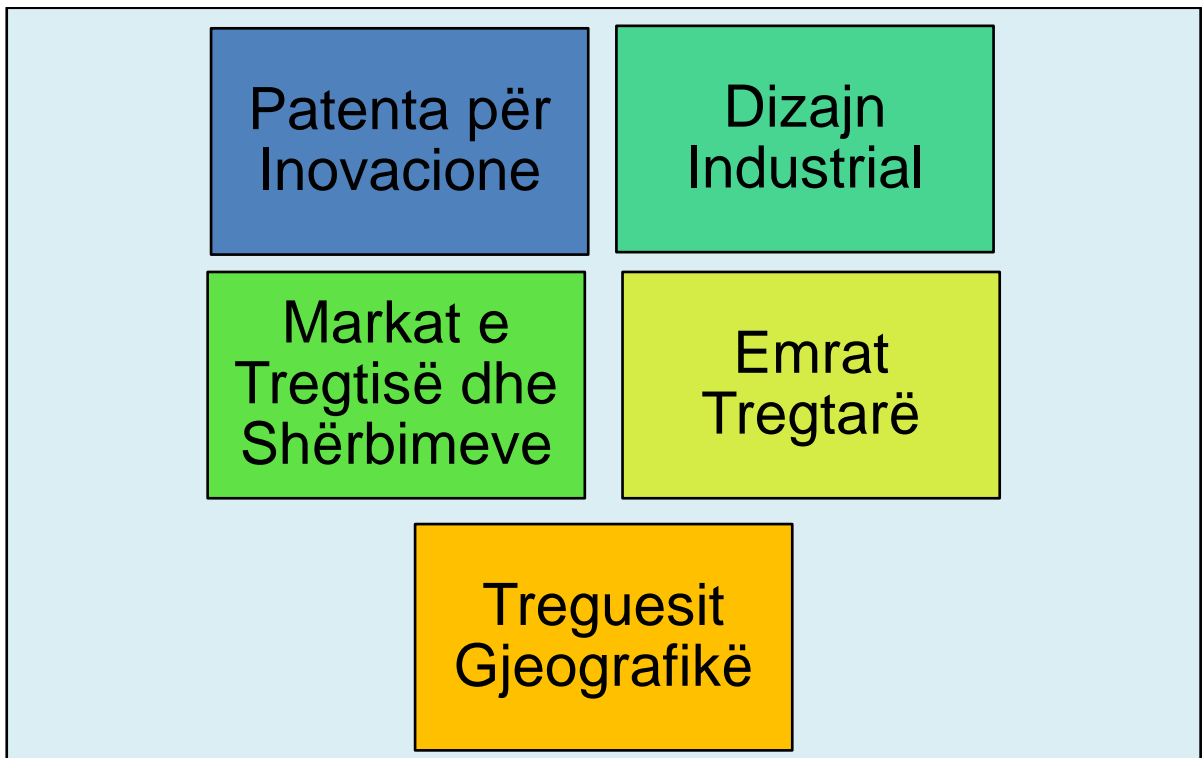 Patenta për
Inovacione
Dizajn
Industrial
Markat e
Tregtisë dhe
Shërbimeve
Emrat
Tregtarë
Treguesit
Gjeografikë